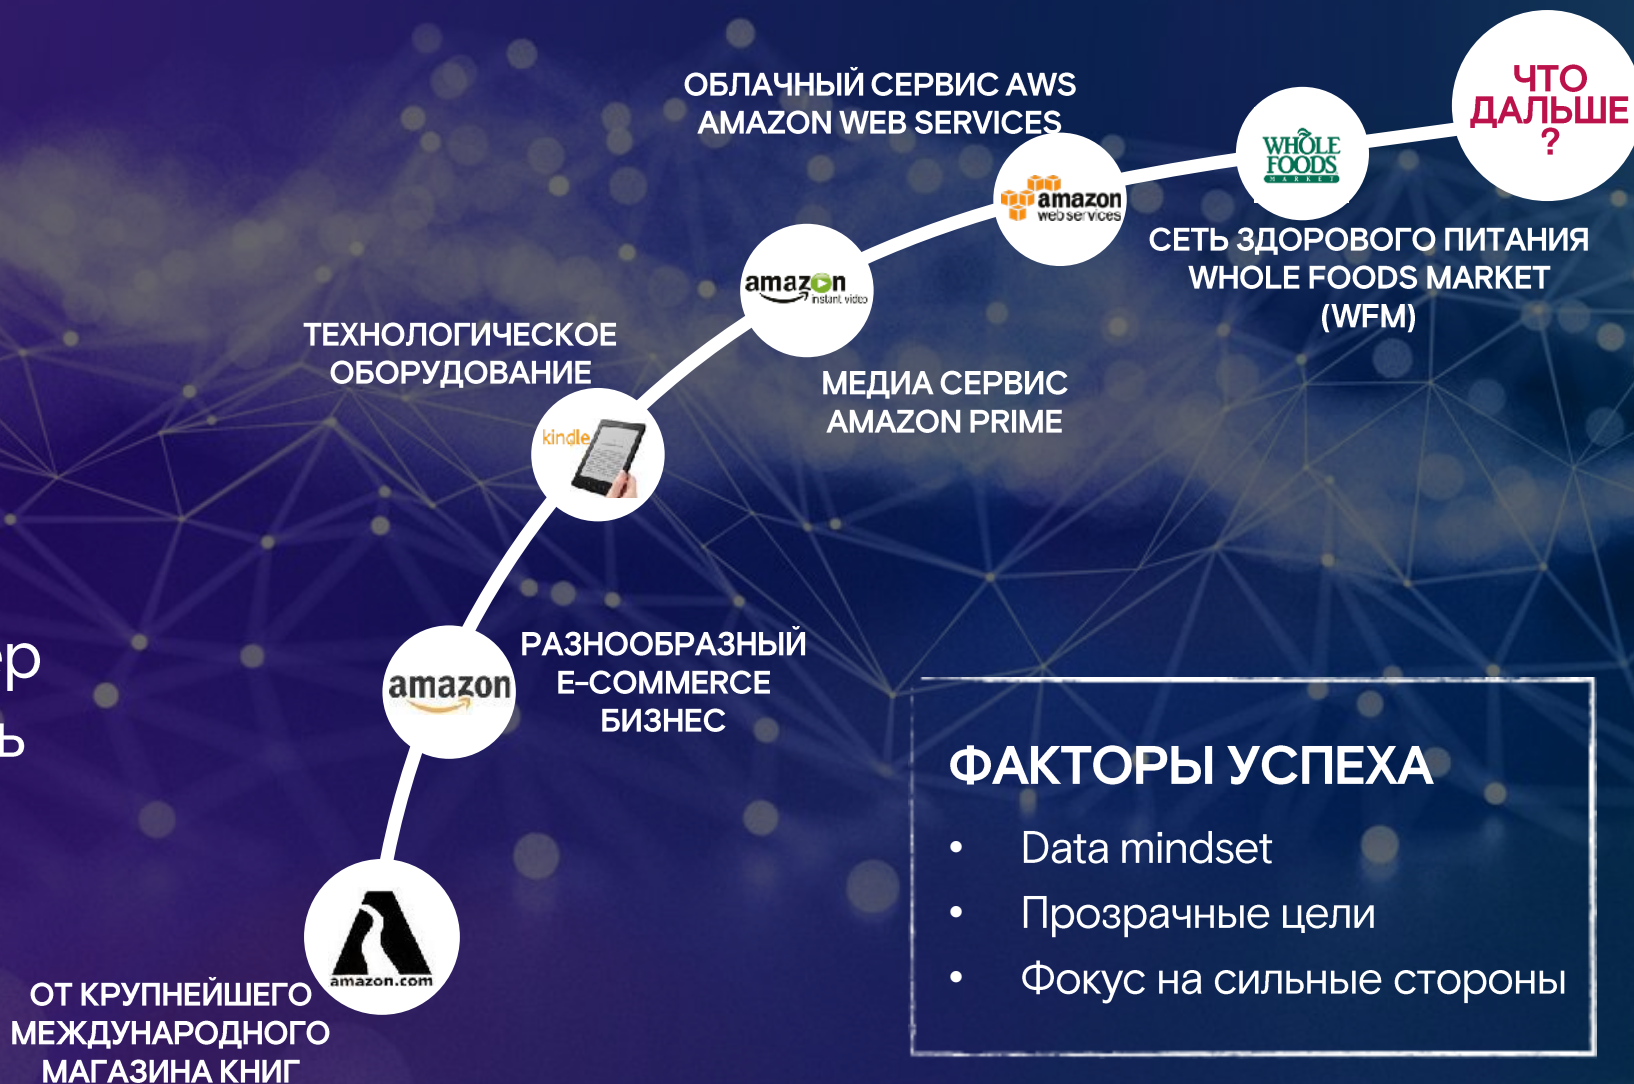 ЧТО
ДАЛЬШЕ
?
ОБЛАЧНЫЙ СЕРВИС AWS
AMAZON WEB SERVICES
WHOLE
FOODS
MARKET
amazon
webservices
СЕТЬ ЗДОРОВОГО ПИТАНИЯ
WHOLE FOODS MARKET
(WFM)
amazon
instant video
МЕДИА СЕРВИС
AMAZON PRIME
ТЕХНОЛОГИЧЕСКОЕ
ОБОРУДОВАНИЕ
kindle
РАЗНООБРАЗНЫЙ
E-COMMERCE
БИЗНЕС
amazon
amazon.com
ОТ КРУПНЕЙШЕГО
МЕЖДУНАРОДНОГО
МАГАЗИНА КНИГ
ФАКТОРЫ УСПЕХА
• Data mindset
• Прозрачные цели
• Фокус на сильные стороны